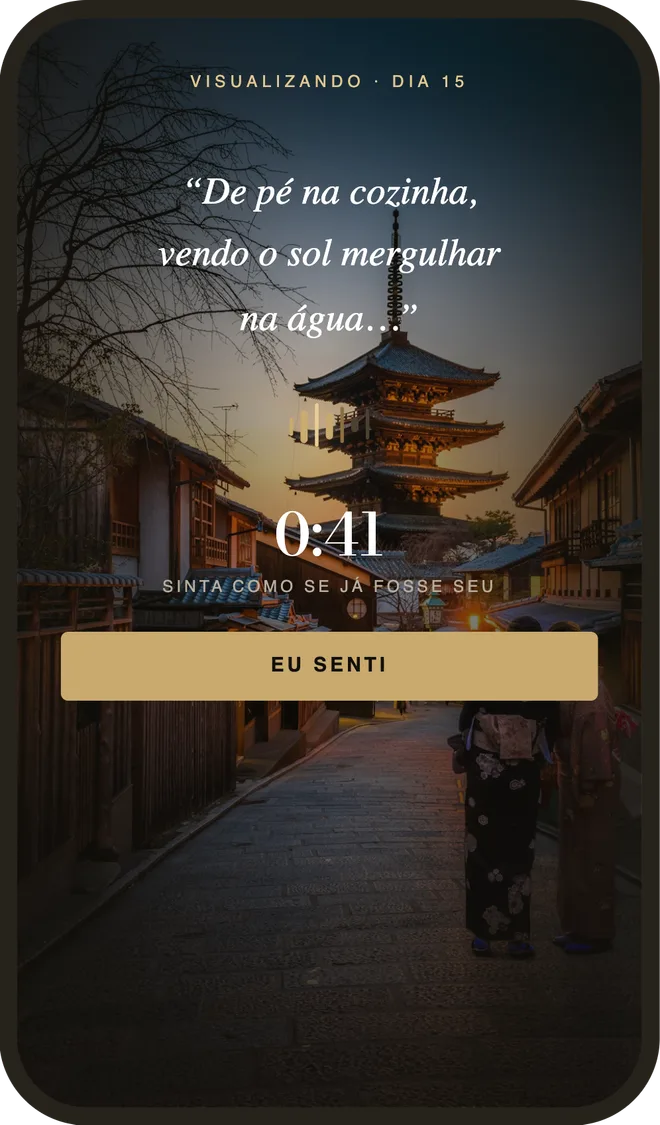 VISUALIZANDO · DIA 15
“De pé na cozinha,
vendo o sol mergulhar
na água…”
0:41
SINTA COMO SE JÁ FOSSE SEU
EU SENTI